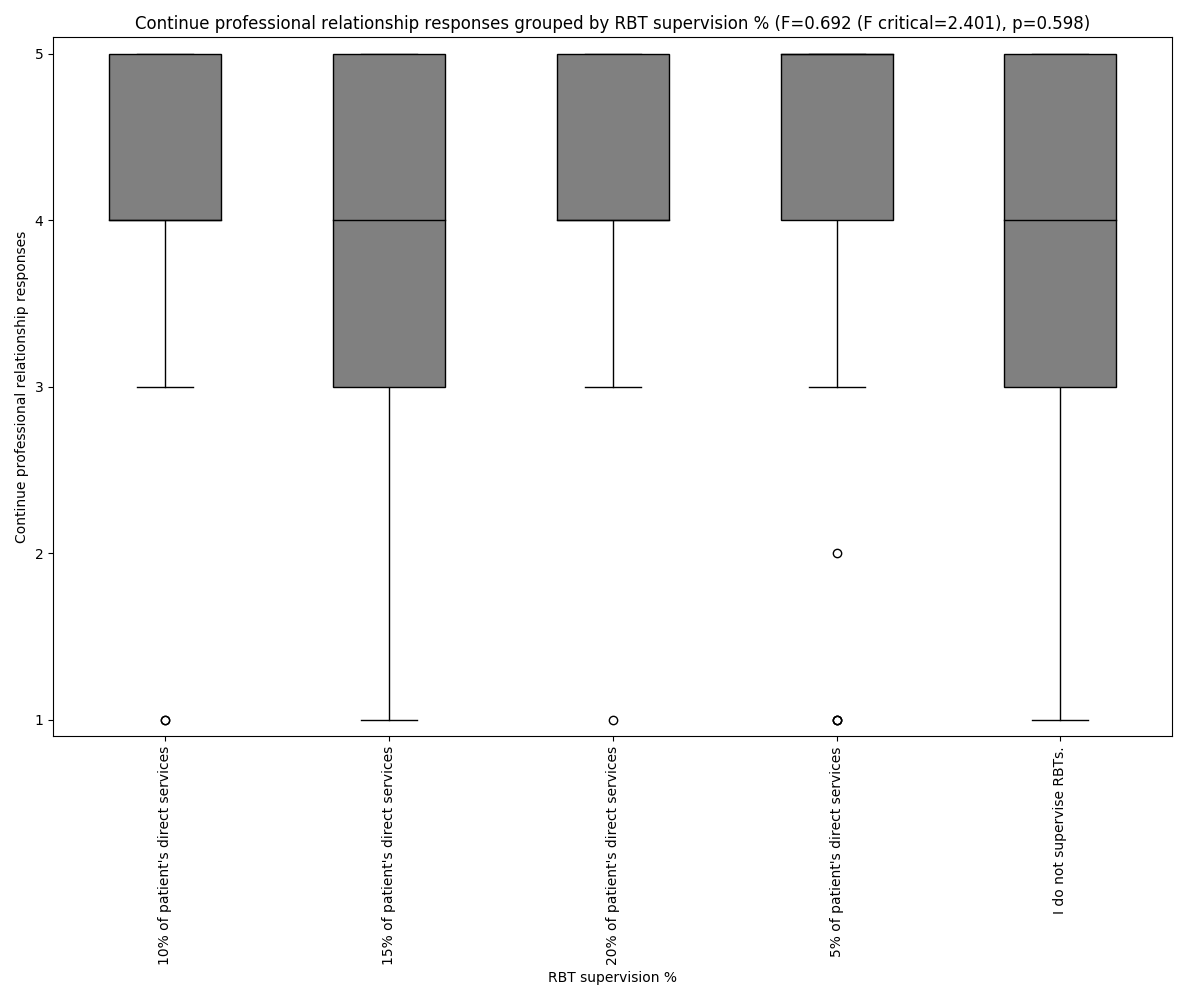 Continue professional relationship responses grouped by RBT supervision % (F=0.692 (F critical=2.401), p=0.598)
Continue professional relationship responses
5
4
3
2
1
10% of patient's direct services
15% of patient's direct services
20% of patient's direct services
5% of patient's direct services
I do not supervise RBTs.
RBT supervision %